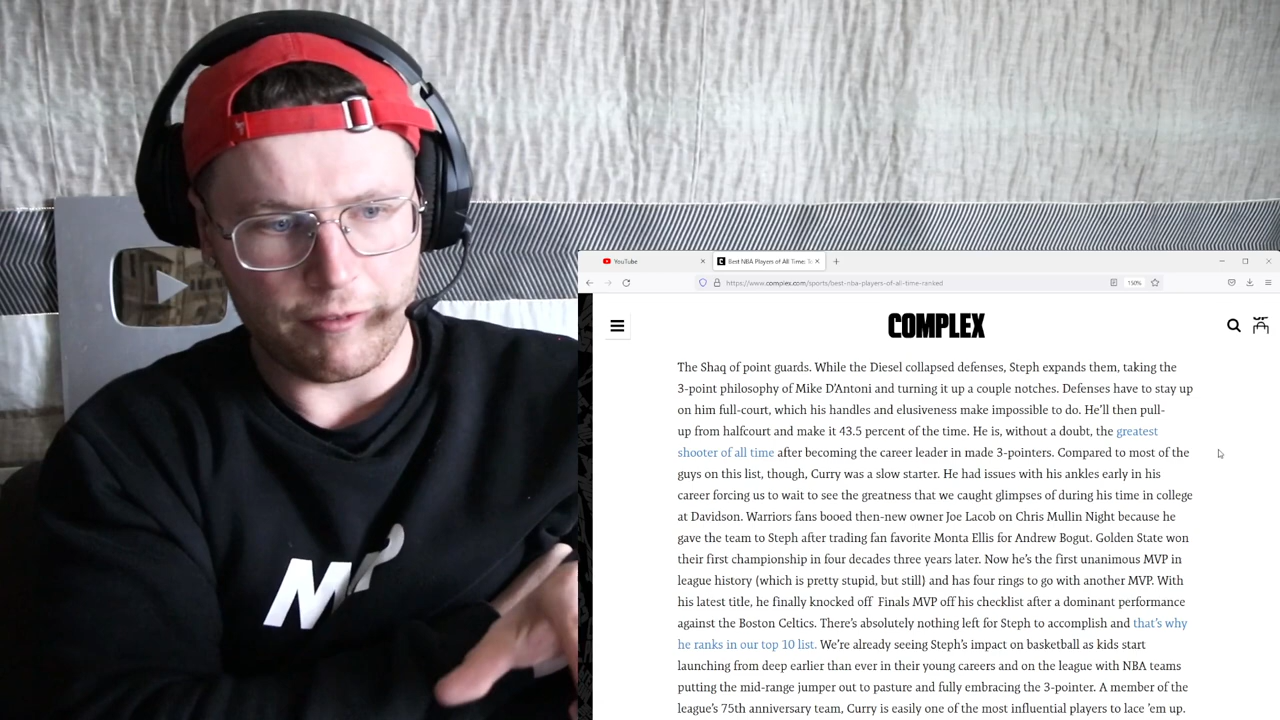 YouTube
Best NBA Players of All Time: To
https://www.complex.com/sports/best-nba-players-of-all-time-ranked
150%
COMPLEX
The Shaq of point guards. While the Diesel collapsed defenses, Steph expands them, taking the
3-point philosophy of Mike D'Antoni and turning it up a couple notches. Defenses have to stay up
on him full-court, which his handles and elusiveness make impossible to do. He'll then pull-
up from halfcourt and make it 43.5 percent of the time. He is, without a doubt, the greatest
shooter of all time after becoming the career leader in made 3-pointers. Compared to most of the
guys on this list, though, Curry was a slow starter. He had issues with his ankles early in his
career forcing us to wait to see the greatness that we caught glimpses of during his time in college
at Davidson. Warriors fans booed then-new owner Joe Lacob on Chris Mullin Night because he
gave the team to Steph after trading fan favorite Monta Ellis for Andrew Bogut. Golden State won
their first championship in four decades three years later. Now he's the first unanimous MVP in
league history (which is pretty stupid, but still) and has four rings to go with another MVP. With
his latest title, he finally knocked off Finals MVP off his checklist after a dominant performance
against the Boston Celtics. There's absolutely nothing left for Steph to accomplish and that's why
he ranks in our top 10 list. We're already seeing Steph's impact on basketball as kids start
launching from deep earlier than ever in their young careers and on the league with NBA teams
putting the mid-range jumper out to pasture and fully embracing the 3-pointer. A member of the
league's 75th anniversary team, Curry is easily one of the most influential players to lace 'em up.